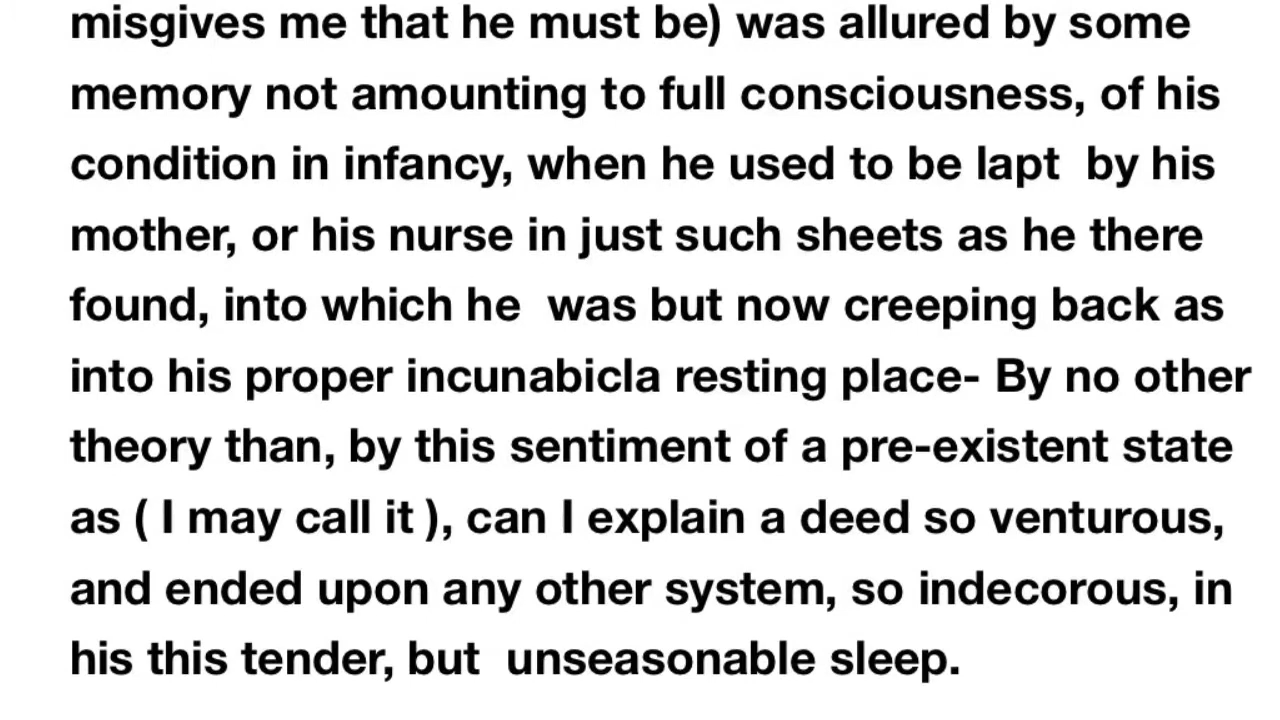 misgives me that he must be) was allured by some
memory not amounting to full consciousness, of his
condition in infancy, when he used to be lapt  by his
mother, or his nurse in just such sheets as he there
found, into which he  was but now creeping back as
into his proper incunabicla resting place- By no other
theory than, by this sentiment of a pre-existent state
as ( I may call it ), can I explain a deed so venturous,
and ended upon any other system, so indecorous, in
his this tender, but  unseasonable sleep.